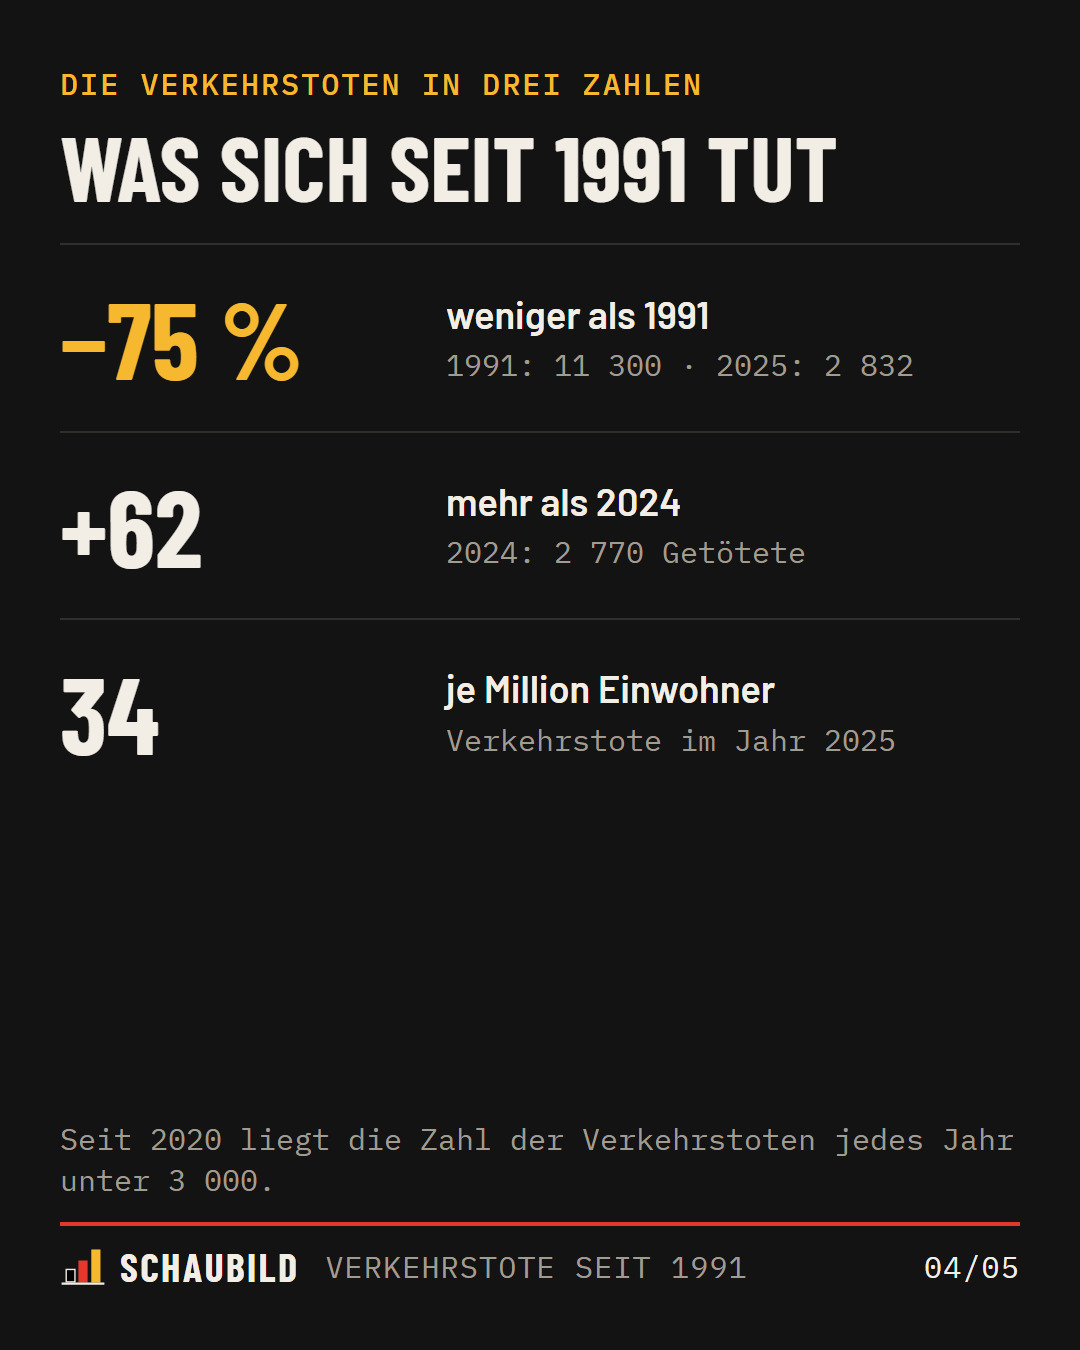 DIE VERKEHRSTOTEN IN DREI ZAHLEN
WAS SICH SEIT 1991 TUT
−75 %
weniger als 1991
1991: 11 300 · 2025: 2 832
+62
mehr als 2024
2024: 2 770 Getötete
34
je Million Einwohner
Verkehrstote im Jahr 2025
Seit 2020 liegt die Zahl der Verkehrstoten jedes Jahr
unter 3 000.
SCHAUBILD VERKEHRSTOTE SEIT 1991 04/05